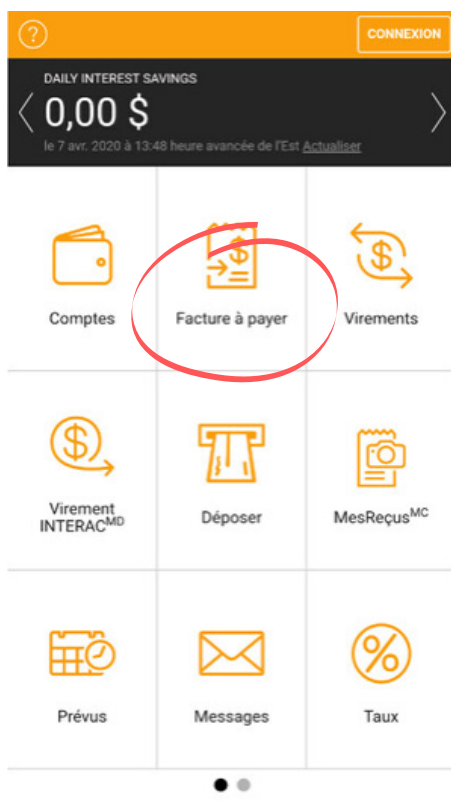 ?
CONNEXION
DAILY INTEREST SAVINGS
0,00 $
le 7 avr. 2020 à 13:48 heure avancée de l'Est Actualiser
Comptes
Facture à payer
Virements
Virement
INTERACMD
Déposer
MesReçusMC
Prévus
Messages
Taux